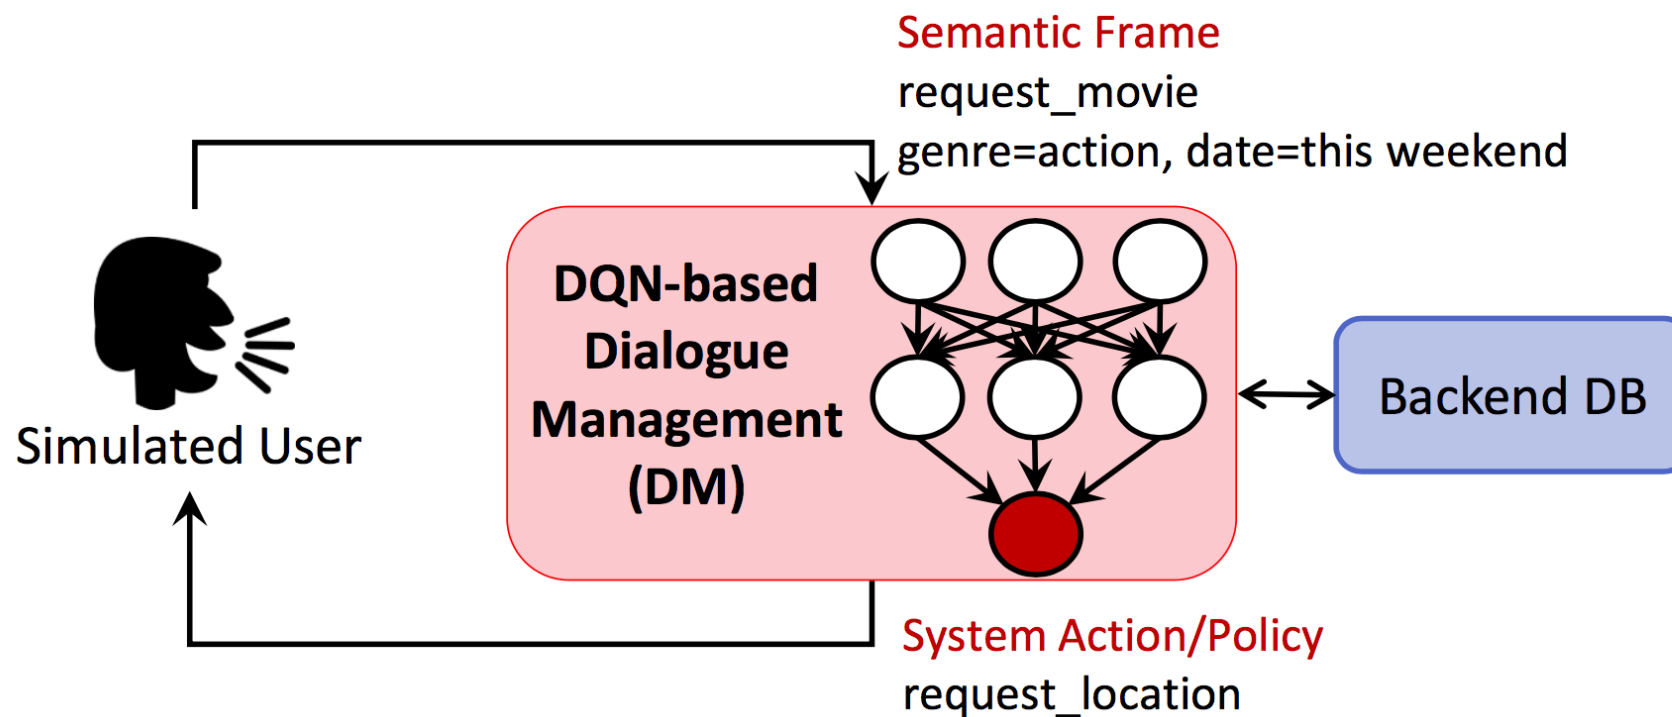 Semantic Frame
request_movie
genre=action, date=this weekend
DQN-based
Dialogue
Management
(DM)
Backend DB
Simulated User
System Action/Policy
request_location